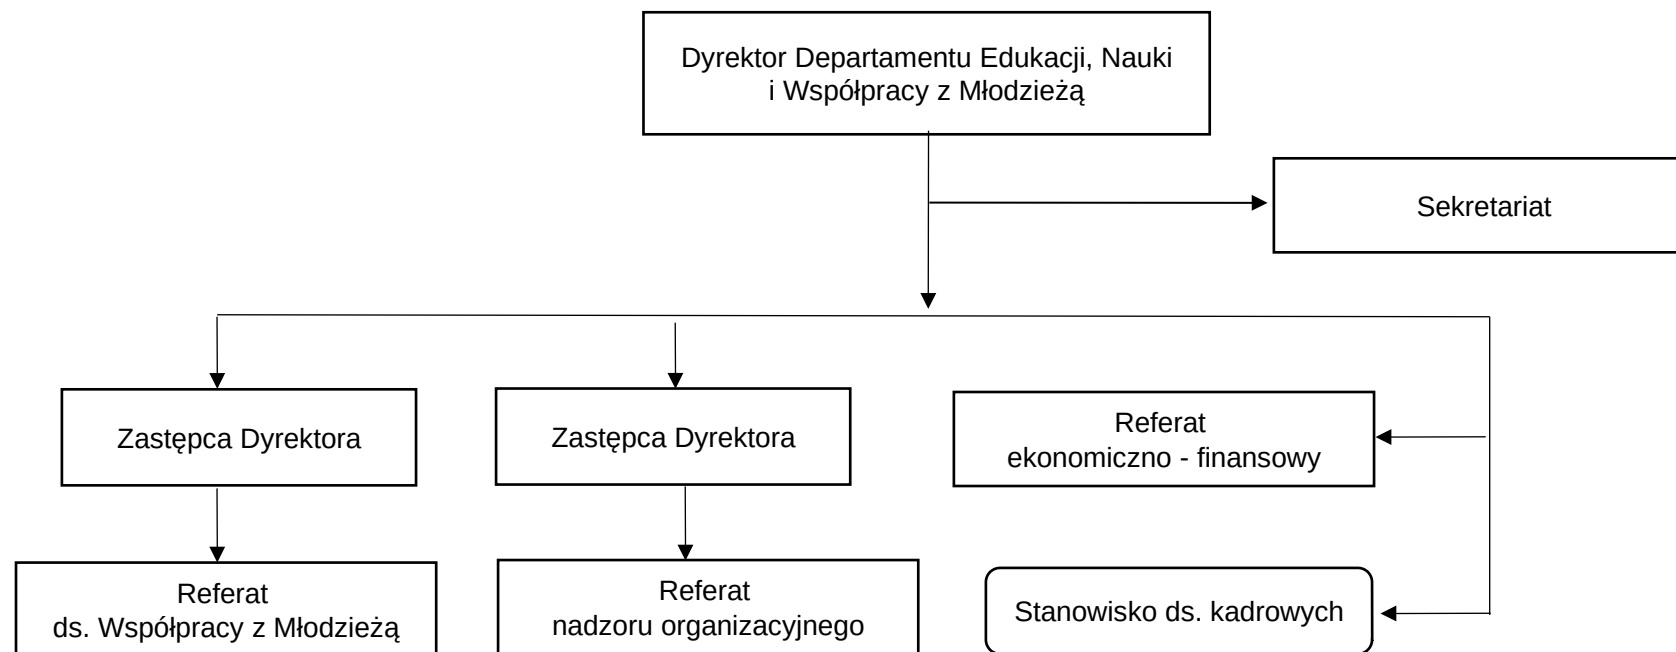 Dyrektor Departamentu Edukacji, Nauki
i Współpracy z Młodzieżą
Sekretariat
Zastępca Dyrektora
Zastępca Dyrektora
Referat
ekonomiczno - finansowy
Referat
ds. Współpracy z Młodzieżą
Referat
nadzoru organizacyjnego
Stanowisko ds. kadrowych